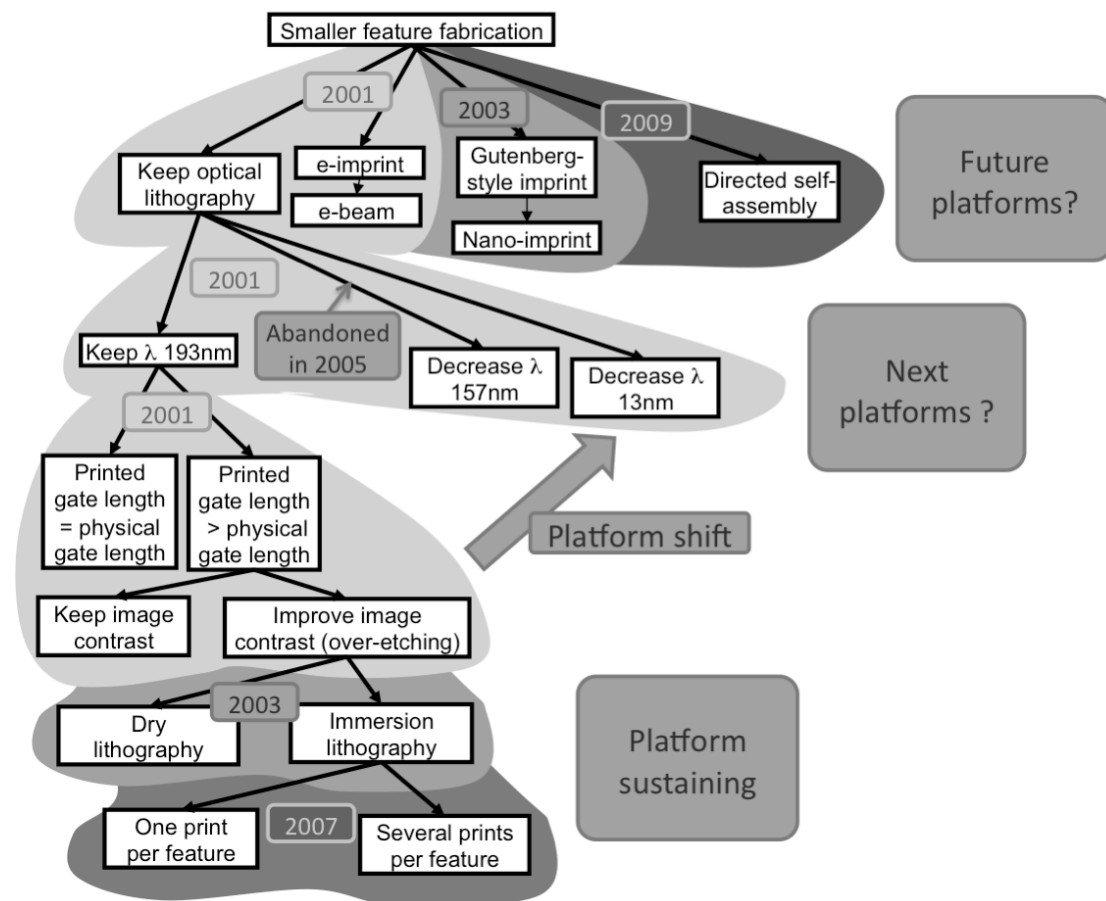 Smaller feature fabrication
2001
2003
2009
Keep optical
lithography
e-imprint
e-beam
Gutenberg-
style imprint
Nano-imprint
Directed self-
assembly
Future
platforms?
2001
Abandoned
in 2005
Keep λ 193nm
Decrease λ
157nm
Decrease λ
13nm
Next
platforms ?
2001
Printed
gate length
= physical
gate length
Printed
gate length
> physical
gate length
Platform shift
Keep image
contrast
Improve image
contrast (over-etching)
2003
Dry
lithography
Immersion
lithography
Platform
sustaining
One print
per feature
2007
Several prints
per feature